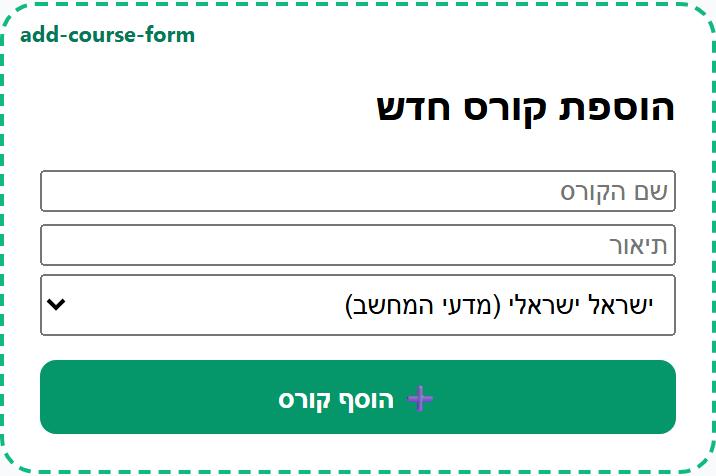 add-course-form
הוספת קורס חדש
שם הקורס
תיאור
ישראל ישראלי (מדעי המחשב)
➕ הוסף קורס